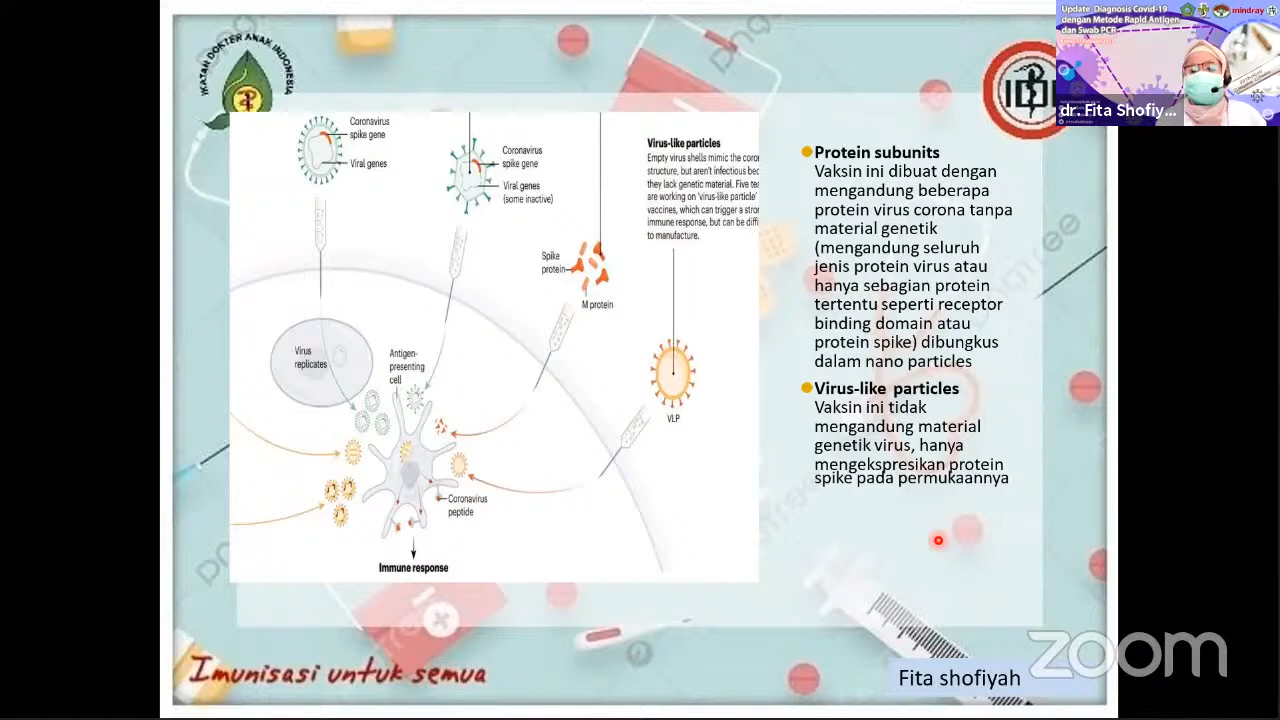 IKATAN DOKTER ANAK INDONESIA
IDI
Update Diagnosis Covid-19
dengan Metode Rapid Antigen
dan Swab PCR
mindray
dr. Fita Shofiy...
Coronavirus
spike gene
Viral genes
Coronavirus
spike gene
Viral genes
(some inactive)
Virus-like particles
Empty virus shells mimic the coron
structure, but aren't infectious bec
they lack genetic material. Five tea
are working on 'virus-like particle'
vaccines, which can trigger a stron
immune response, but can be diffi
to manufacture.
Spike
protein
M protein
Virus
replicates
Antigen-
presenting
cell
VLP
Coronavirus
peptide
Immune response
Protein subunits
Vaksin ini dibuat dengan
mengandung beberapa
protein virus corona tanpa
material genetik
(mengandung seluruh
jenis protein virus atau
hanya sebagian protein
tertentu seperti receptor
binding domain atau
protein spike) dibungkus
dalam nano particles
Virus-like particles
Vaksin ini tidak
mengandung material
genetik virus, hanya
mengekspresikan protein
spike pada permukaannya
Imunisasi untuk semua
Fita shofiyah
zoom